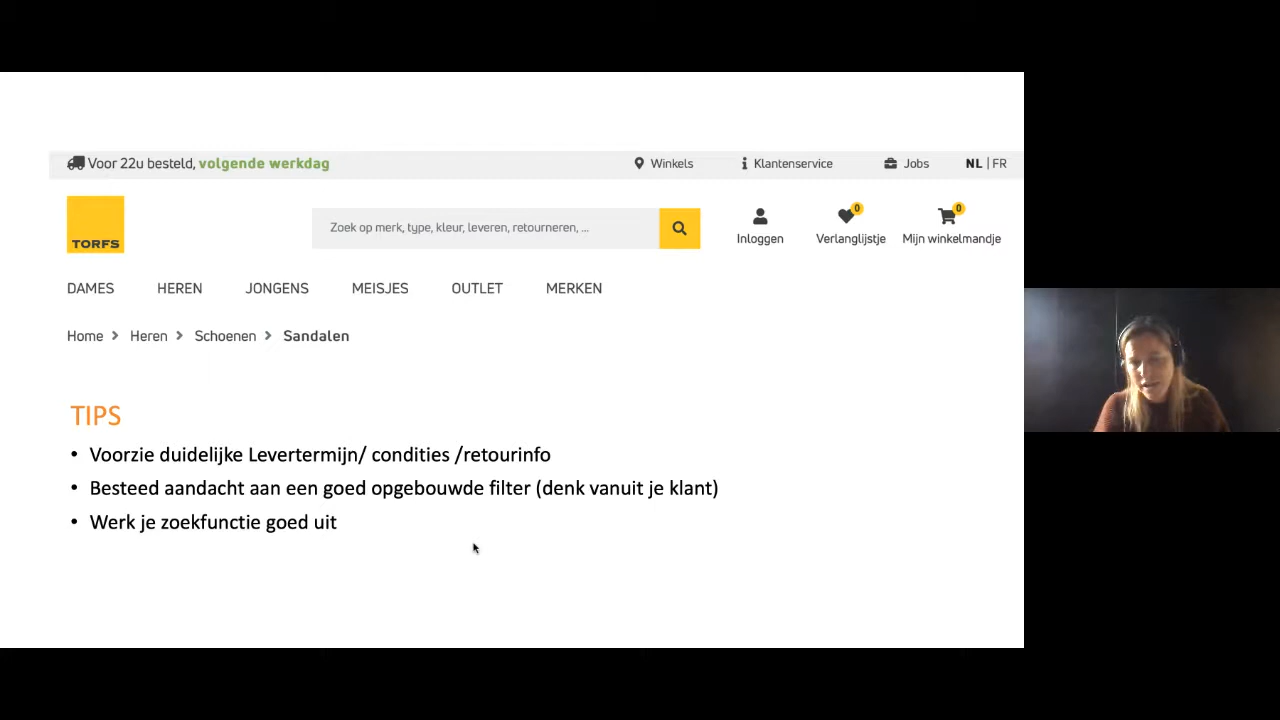 Voor 22u besteld, volgende werkdag
Winkels
Klantenservice
Jobs
NL | FR
TORFS
Zoek op merk, type, kleur, leveren, retourneren, ...
0
0
Inloggen
Verlanglijstje
Mijn winkelmandje
DAMES
HEREN
JONGENS
MEISJES
OUTLET
MERKEN
Home > Heren > Schoenen > Sandalen
TIPS
• Voorzie duidelijke Levertermijn/ condities /retourinfo
• Besteed aandacht aan een goed opgebouwde filter (denk vanuit je klant)
• Werk je zoekfunctie goed uit